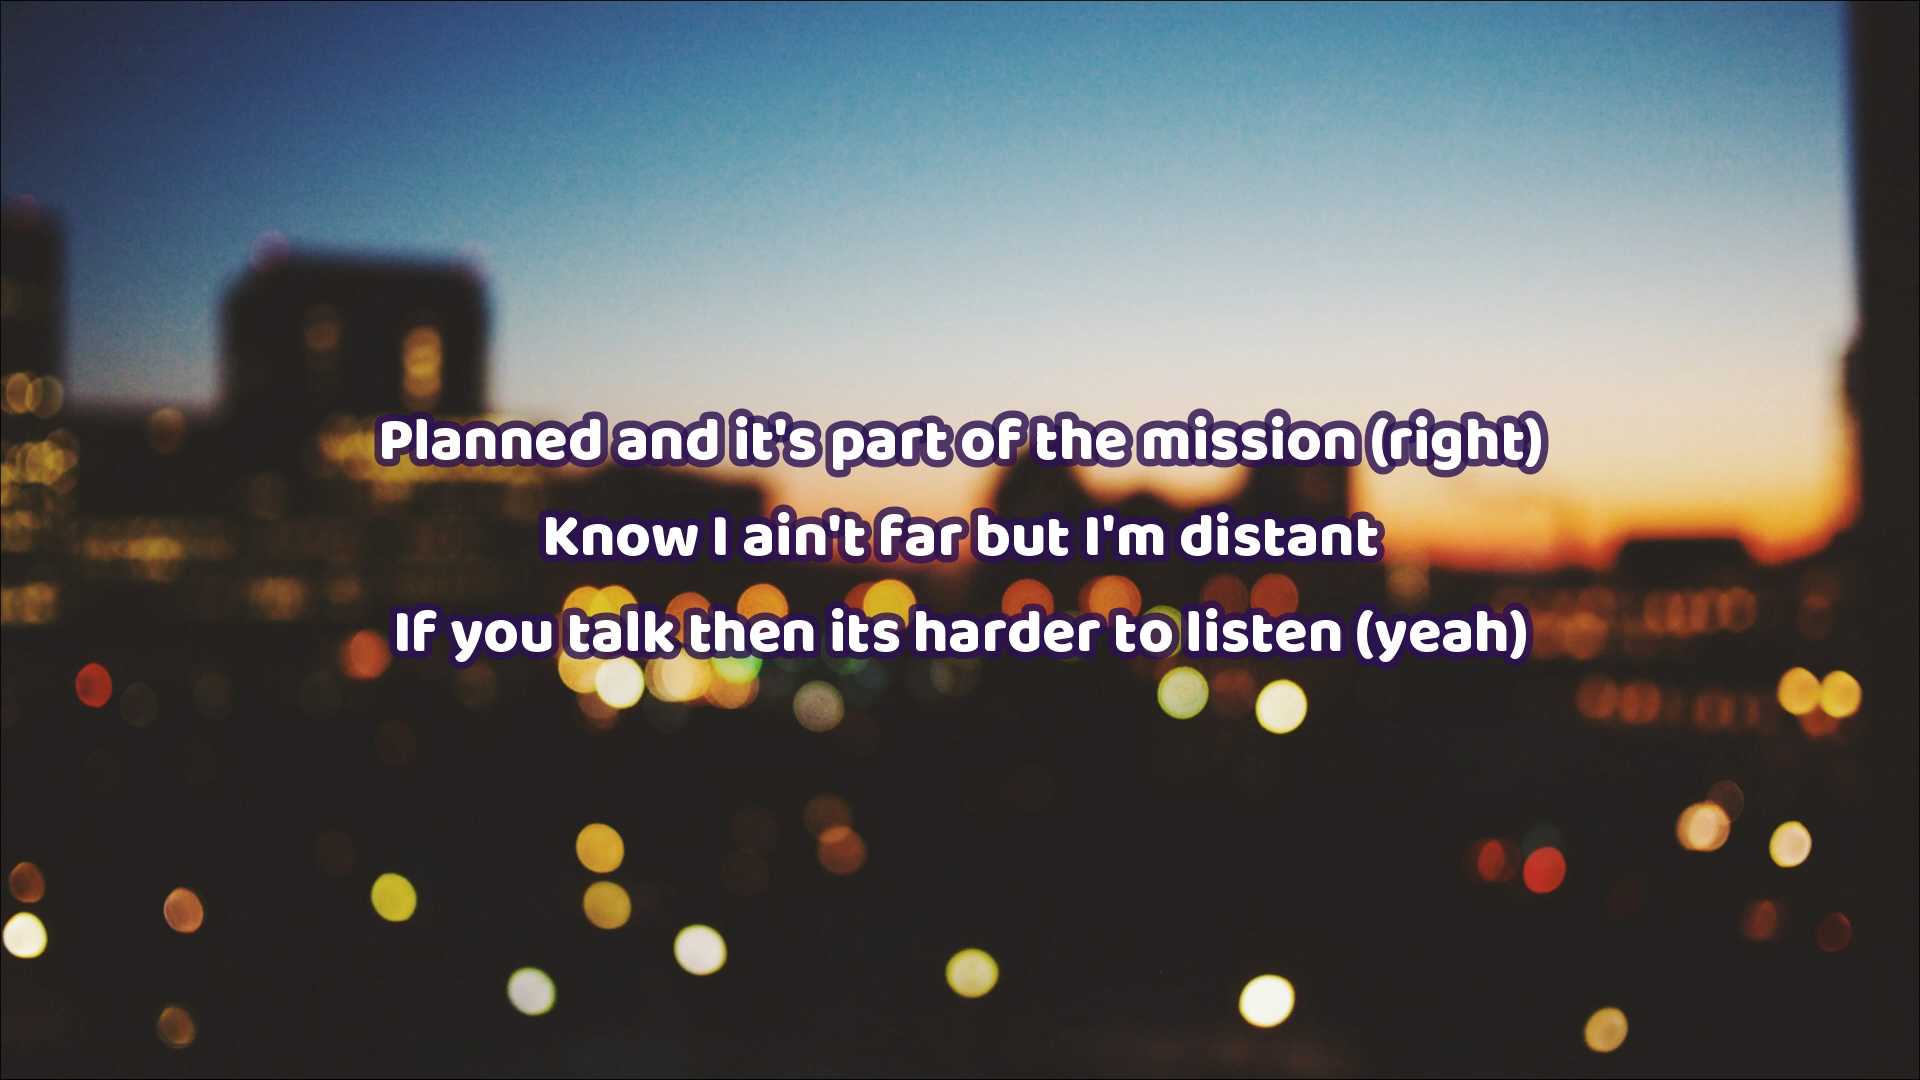 Planned and it's part of the mission (right)
Know I ain't far but I'm distant
If you talk then its harder to listen (yeah)